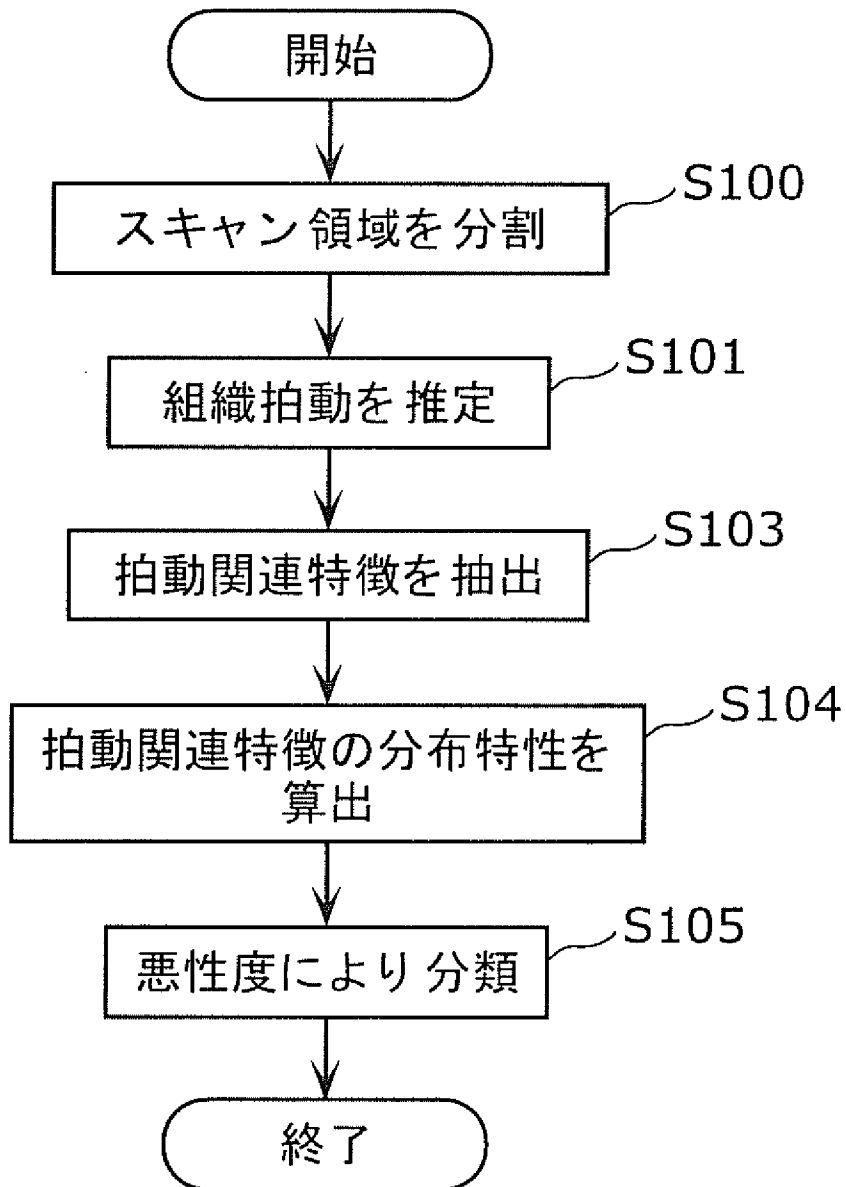 開始
S100
スキャン領域を分割
S101
組織拍動を推定
S103
拍動関連特徴を抽出
S104
拍動関連特徴の分布特性を
算出
S105
悪性度により分類
終了